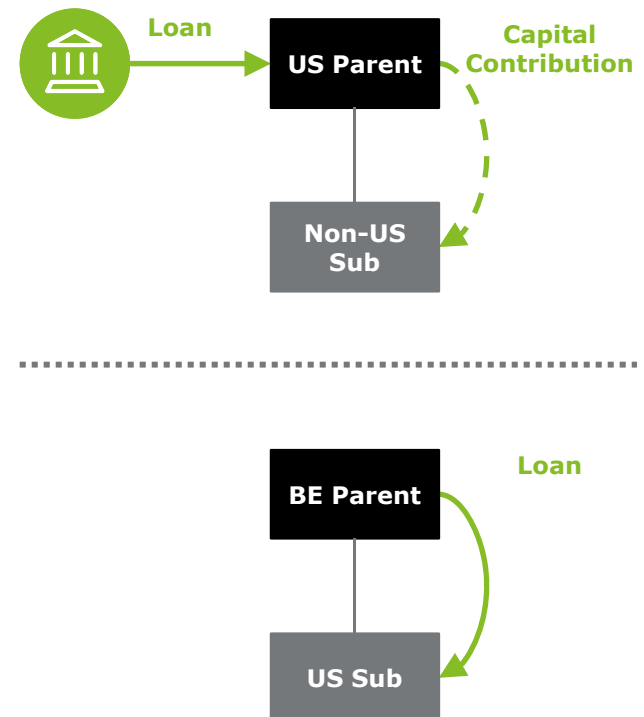 Loan
US Parent
Capital
Contribution
Non-US
Sub
BE Parent
Loan
US Sub